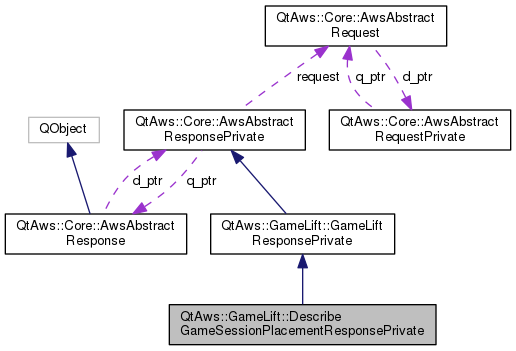 QtAws::Core::AwsAbstract
Request
request
q_ptr
d_ptr
QObject
QtAws::Core::AwsAbstract
ResponsePrivate
QtAws::Core::AwsAbstract
RequestPrivate
d_ptr
q_ptr
QtAws::Core::AwsAbstract
Response
QtAws::GameLift::GameLift
ResponsePrivate
QtAws::GameLift::Describe
GameSessionPlacementResponsePrivate